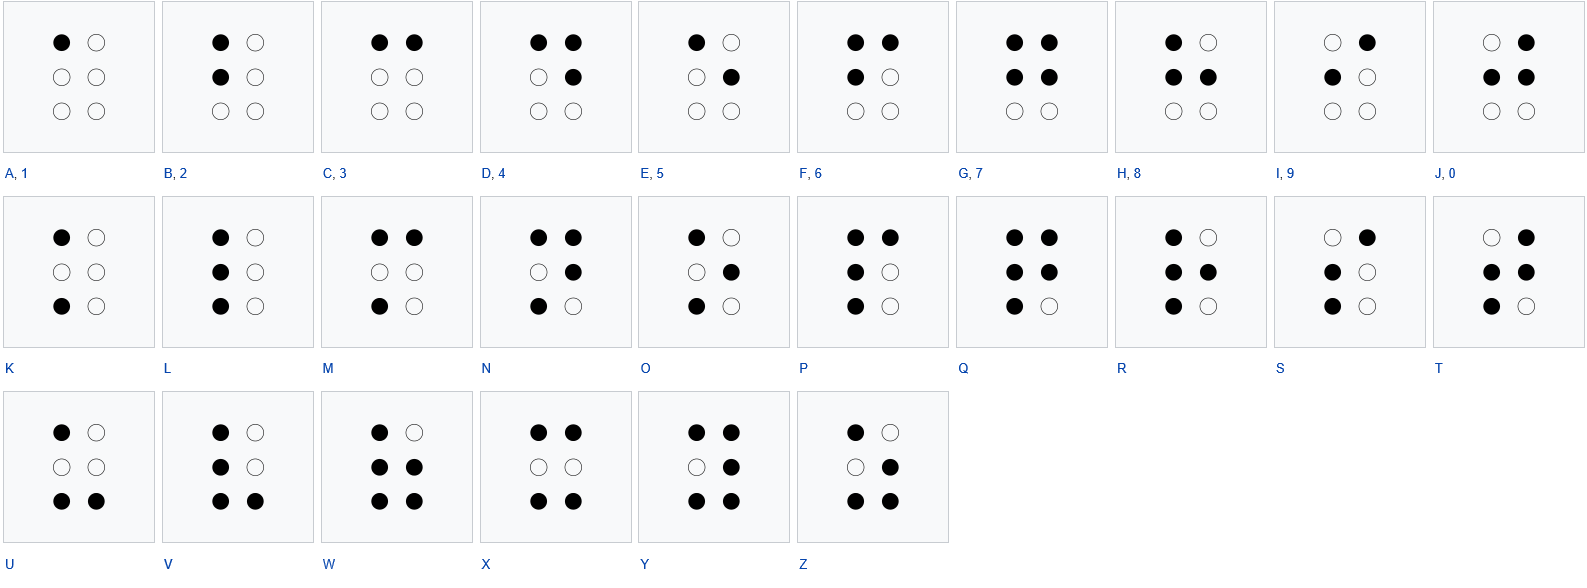 A, 1 B, 2 C, 3 D, 4 E, 5 F, 6 G, 7 H, 8 I, 9 J, 0
K L M N O P Q R S T
U V W X Y Z